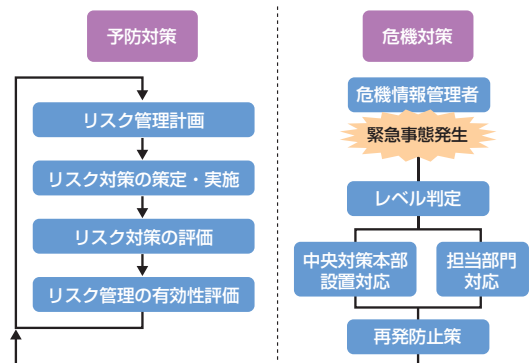 予防対策
リスク管理計画
リスク対策の策定・実施
リスク対策の評価
リスク管理の有効性評価
危機対策
危機情報管理者
緊急事態発生
レベル判定
中央対策本部
設置対応
担当部門
対応
再発防止策